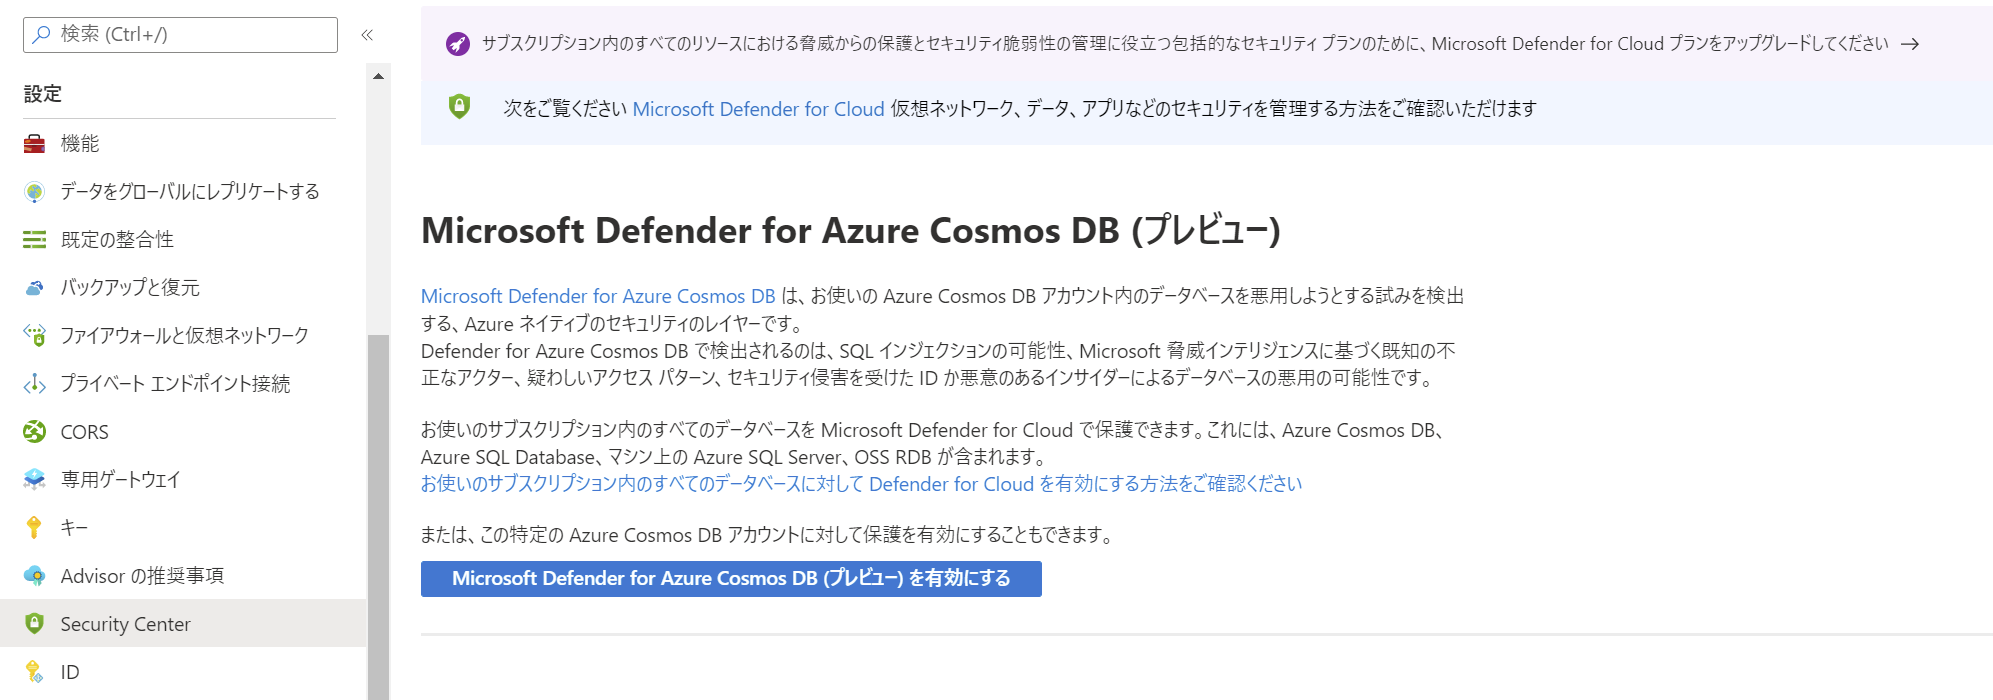 検索 (Ctrl+/)
«
設定
機能
データをグローバルにレプリケートする
既定の整合性
バックアップと復元
ファイアウォールと仮想ネットワーク
プライベート エンドポイント接続
CORS
専用ゲートウェイ
キー
Advisor の推奨事項
Security Center
ID
サブスクリプション内のすべてのリソースにおける脅威からの保護とセキュリティ脆弱性の管理に役立つ包括的なセキュリティ プランのために、Microsoft Defender for Cloud プランをアップグレードしてください →
次をご覧ください Microsoft Defender for Cloud 仮想ネットワーク、データ、アプリなどのセキュリティを管理する方法をご確認いただけます
Microsoft Defender for Azure Cosmos DB (プレビュー)
Microsoft Defender for Azure Cosmos DB は、お使いの Azure Cosmos DB アカウント内のデータベースを悪用しようとする試みを検出
する、Azure ネイティブのセキュリティのレイヤーです。
Defender for Azure Cosmos DB で検出されるのは、SQL インジェクションの可能性、Microsoft 脅威インテリジェンスに基づく既知の不
正なアクター、疑わしいアクセス パターン、セキュリティ侵害を受けた ID か悪意のあるインサイダーによるデータベースの悪用の可能性です。
お使いのサブスクリプション内のすべてのデータベースを Microsoft Defender for Cloud で保護できます。これには、Azure Cosmos DB、
Azure SQL Database、マシン上の Azure SQL Server、OSS RDB が含まれます。
お使いのサブスクリプション内のすべてのデータベースに対して Defender for Cloud を有効にする方法をご確認ください
または、この特定の Azure Cosmos DB アカウントに対して保護を有効にすることもできます。
Microsoft Defender for Azure Cosmos DB (プレビュー) を有効にする